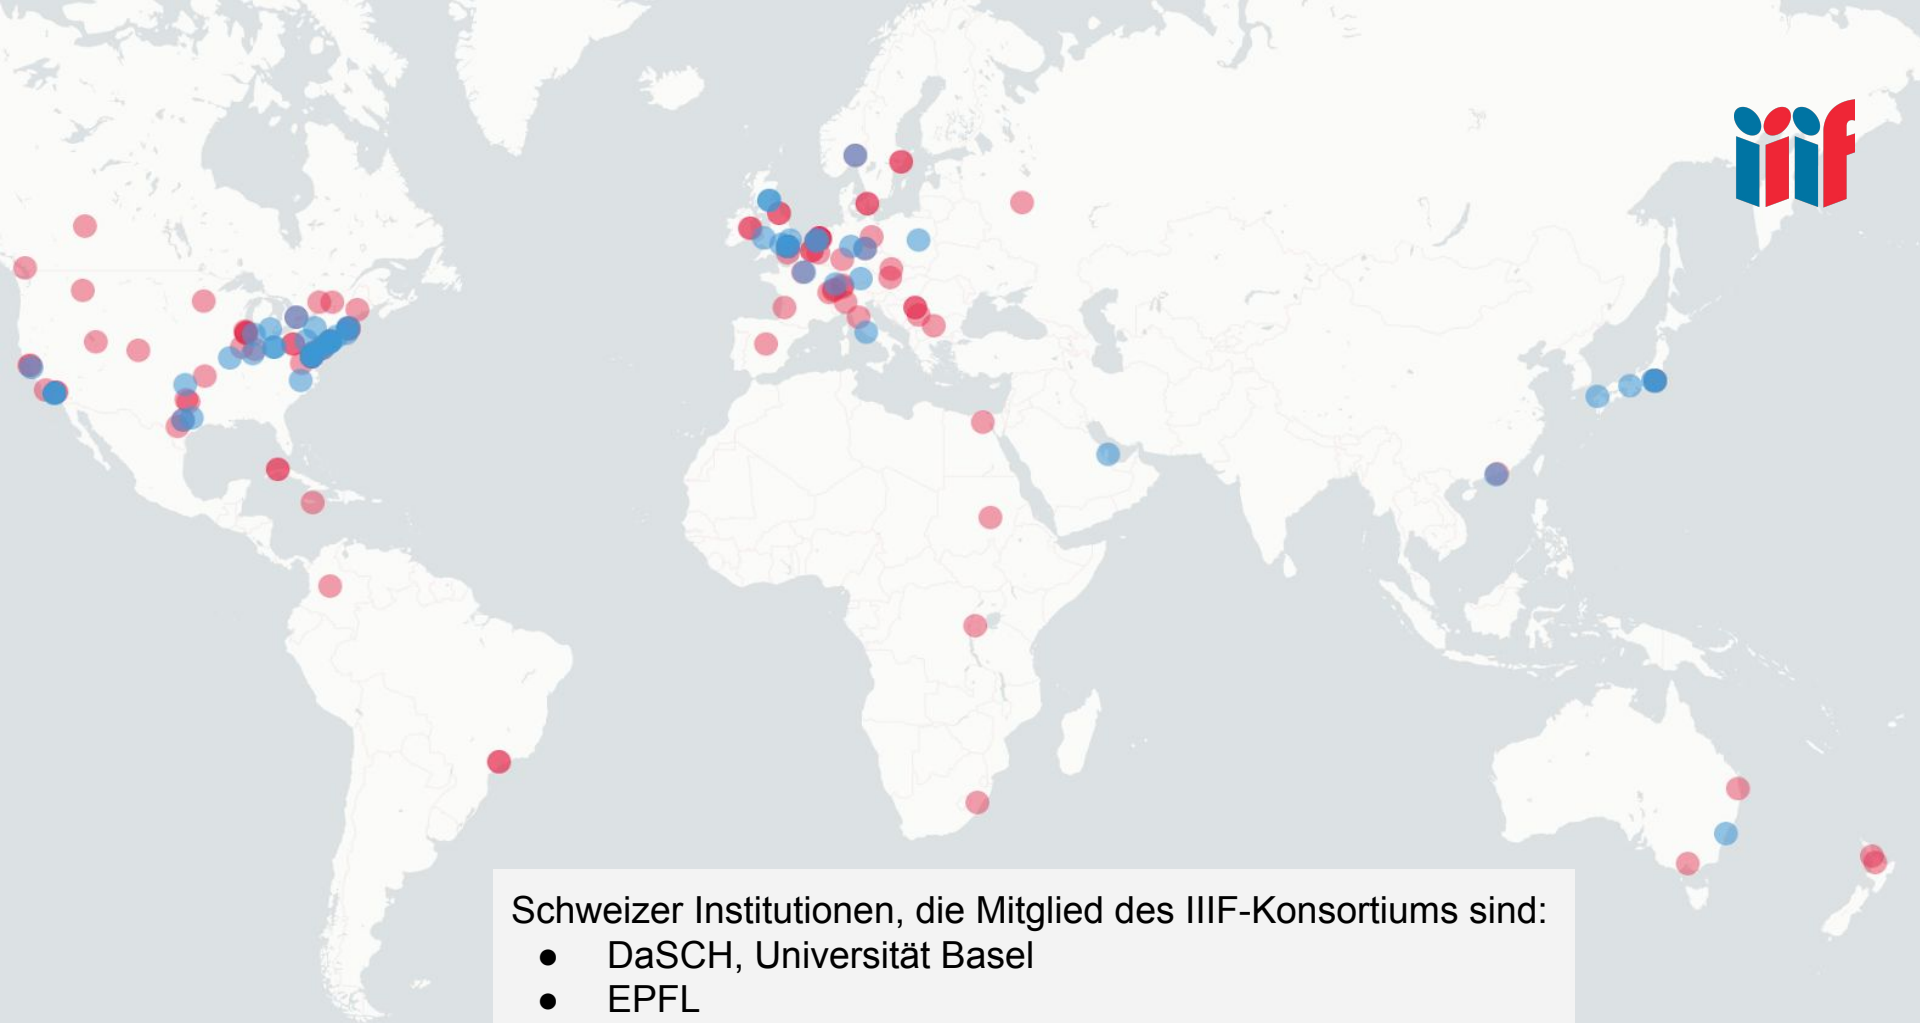 iiif
Schweizer Institutionen, die Mitglied des IIIF-Konsortiums sind:
● DaSCH, Universität Basel
● EPFL